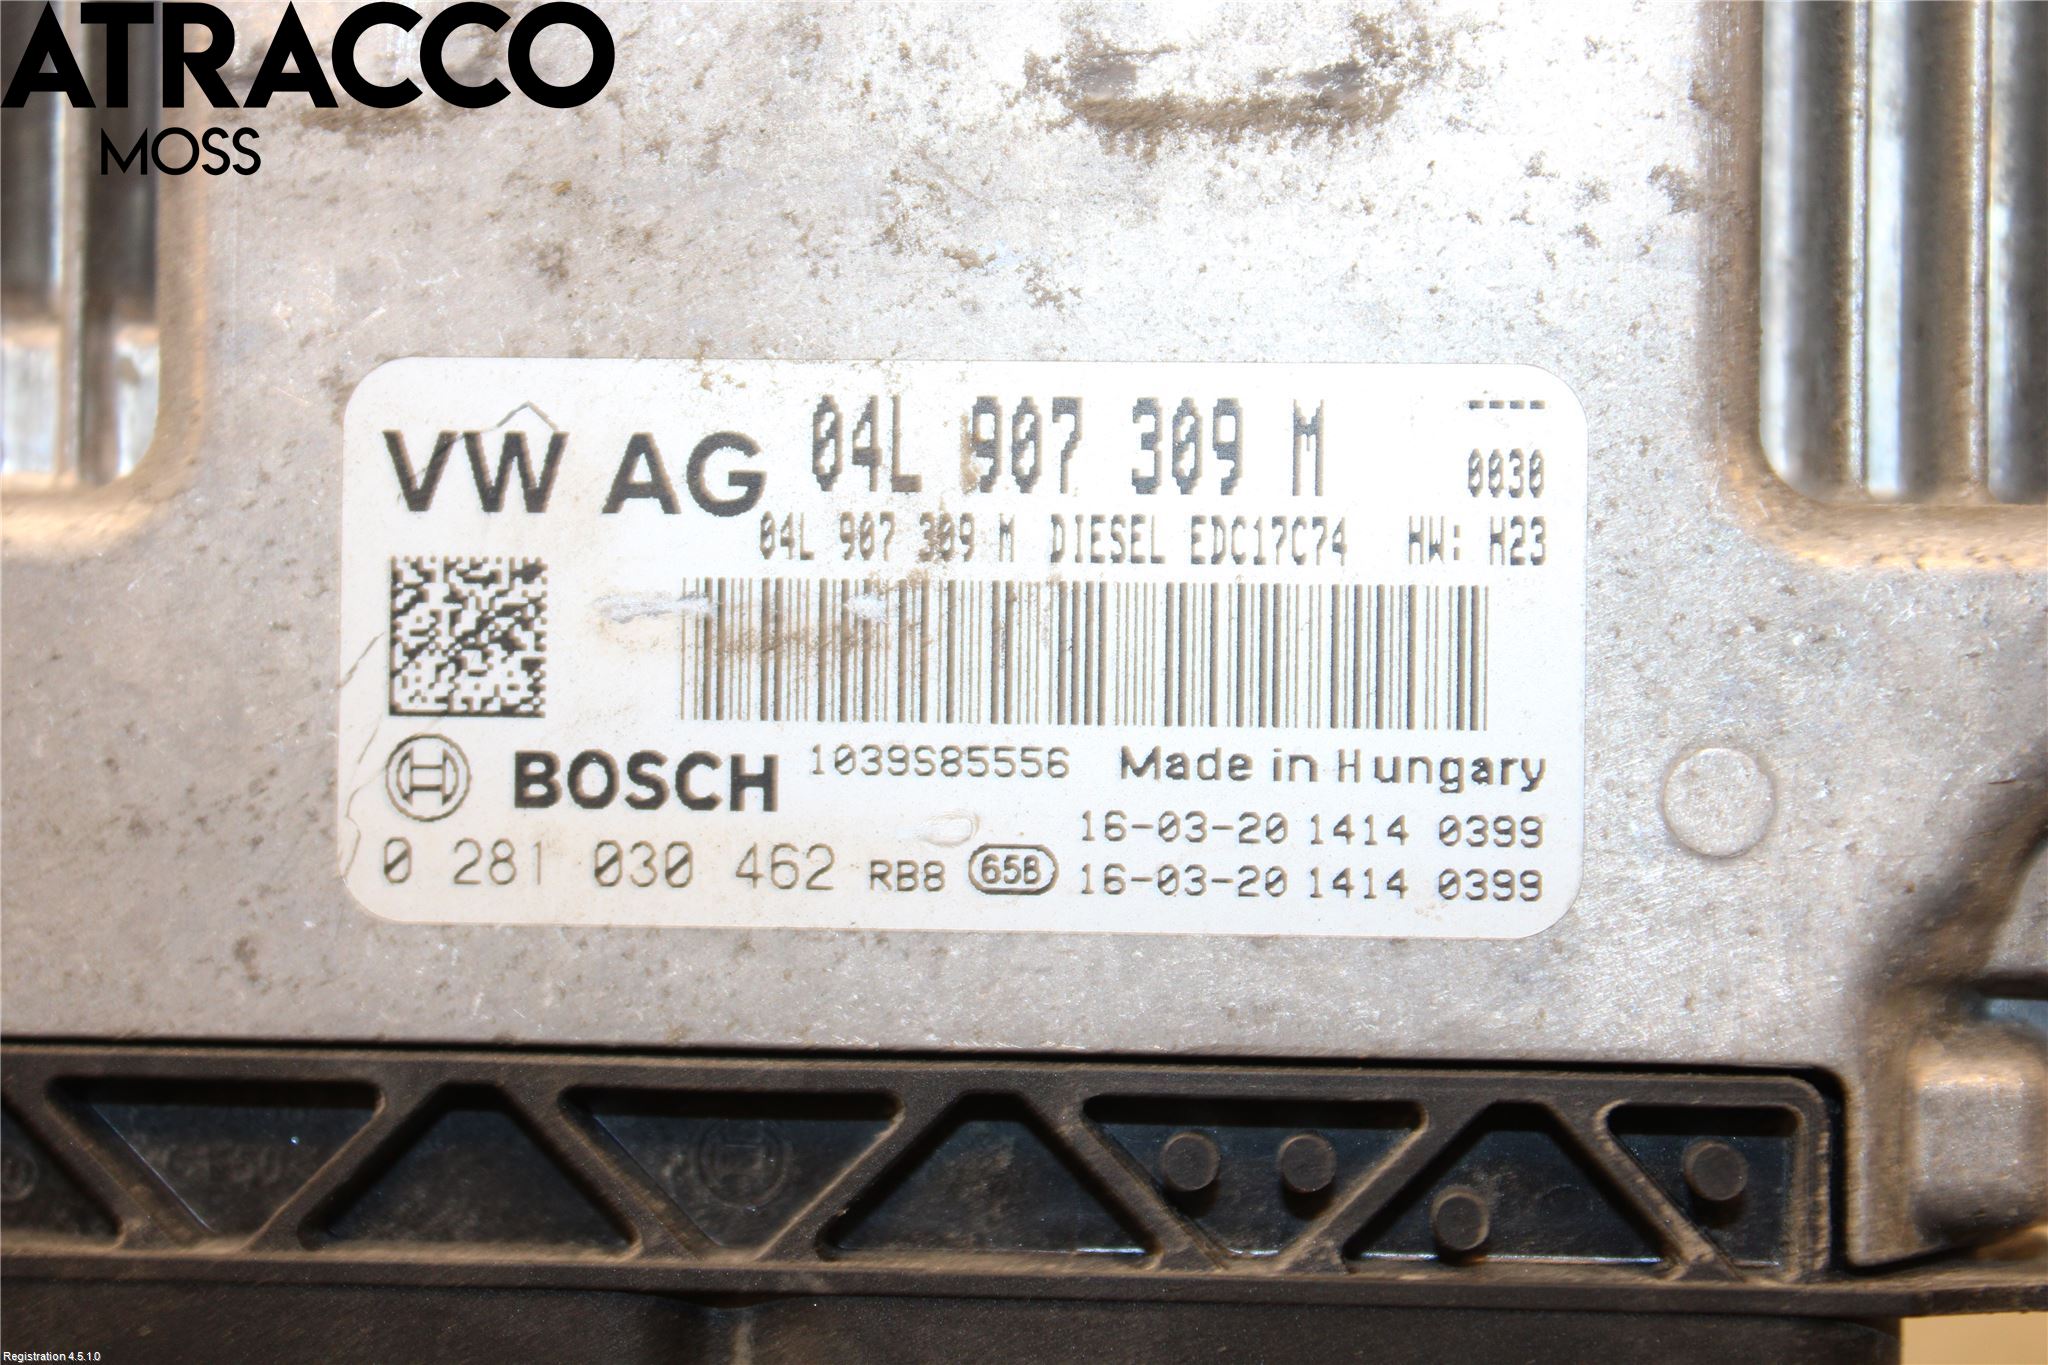 ATRACCO
MOSS
VW AG 04L 907 309 M ----
0030
04L 907 309 M DIESEL EDC17C74 HW: H23
BOSCH 1039S85556 Made in Hungary
16-03-20 1414 0399
0 281 030 462 RB8 65B 16-03-20 1414 0399
Registration 4.5.1.0